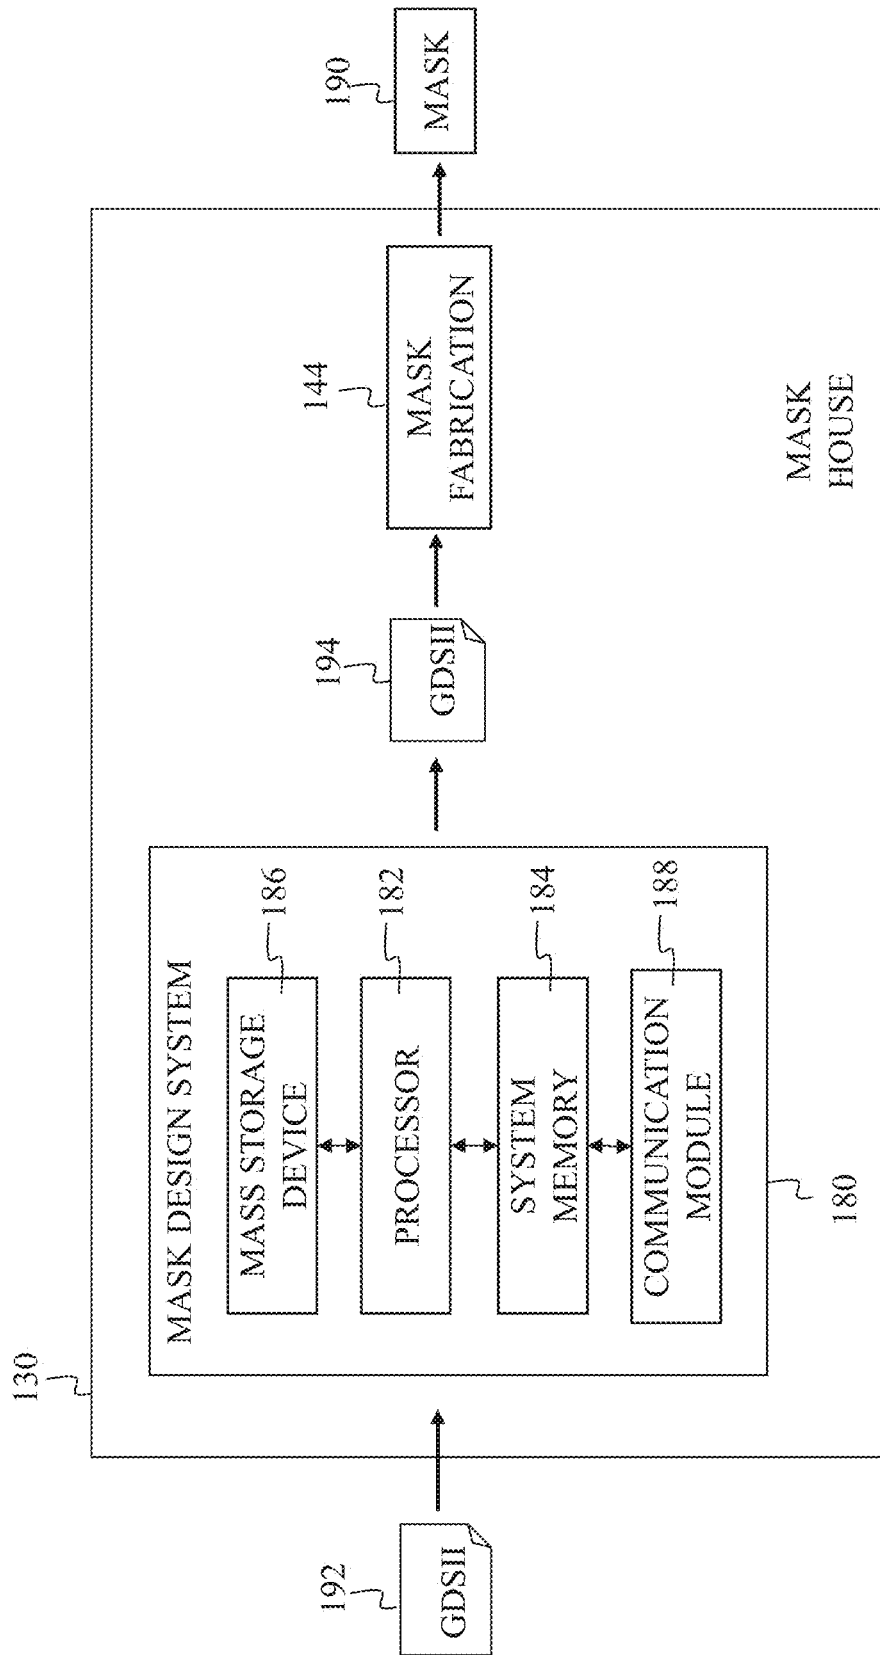 130
190
MASK DESIGN SYSTEM
MASS STORAGE
DEVICE
186
PROCESSOR
182
SYSTEM
MEMORY
184
COMMUNICATION
MODULE
188
180
192
GDSII
194
GDSII
144
MASK
FABRICATION
MASK
MASK
HOUSE